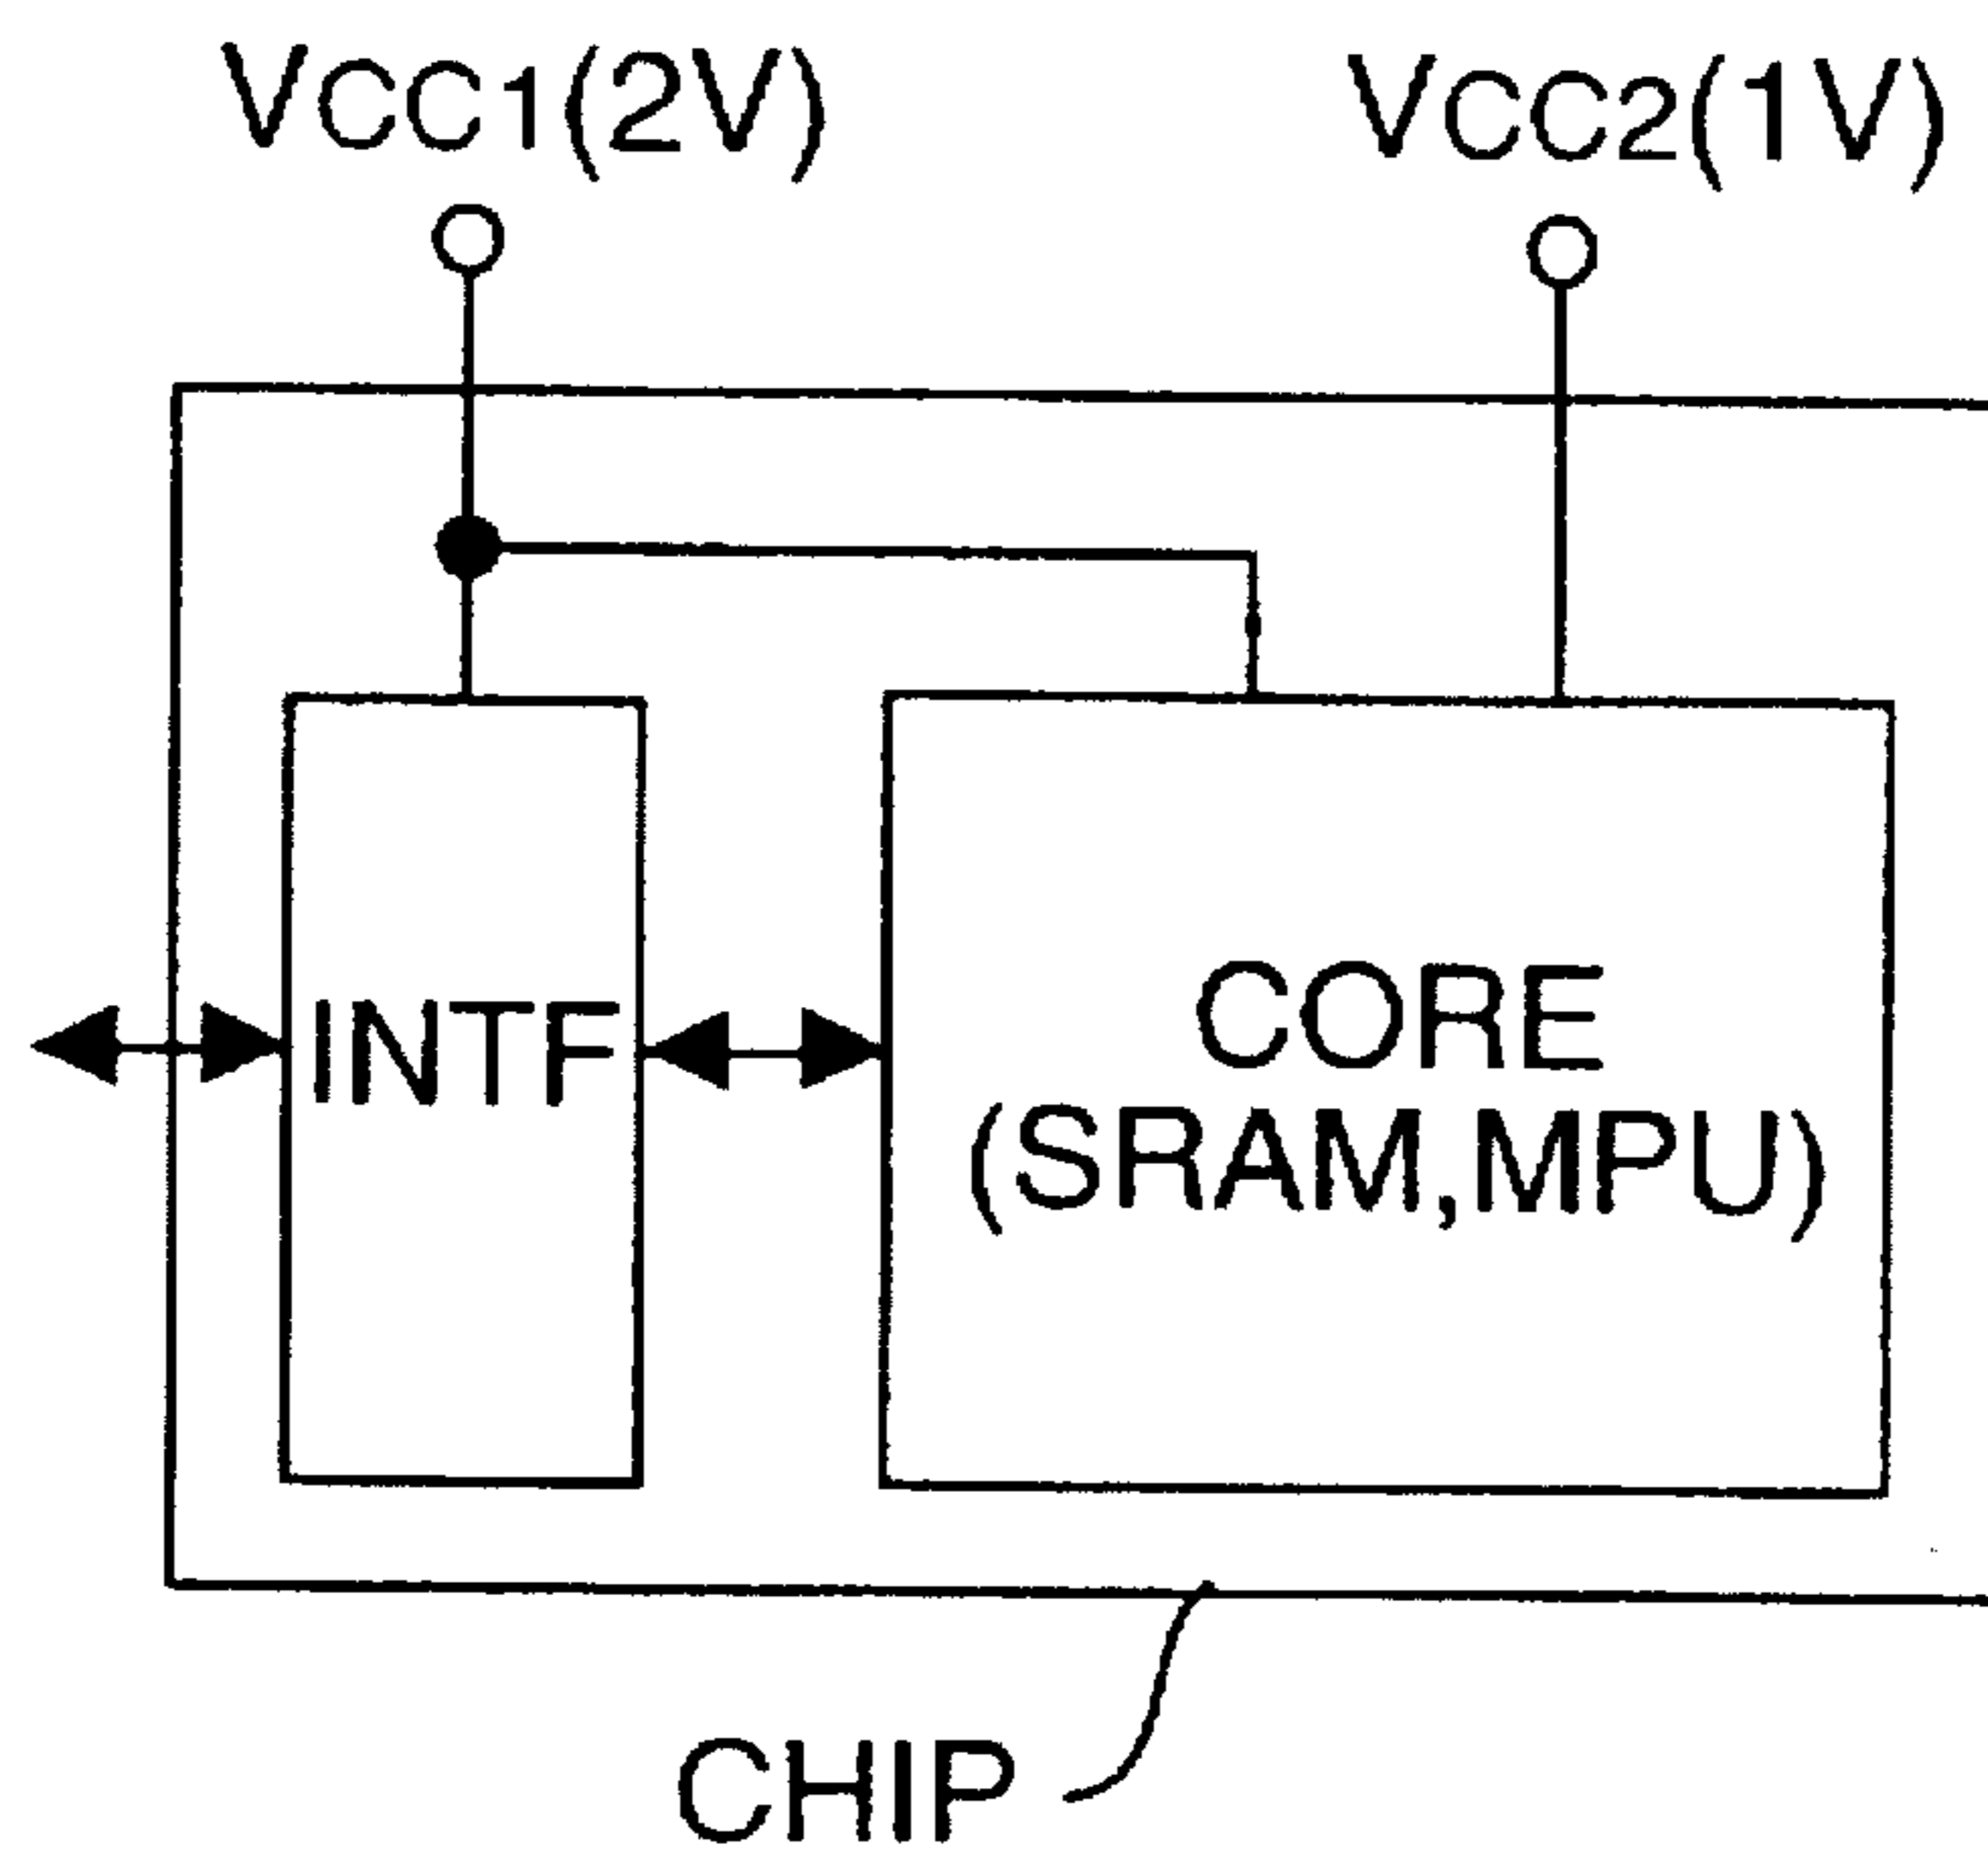 VCC1(2V)
VCC2(1V)
INTF
CORE
(SRAM,MPU)
CHIP